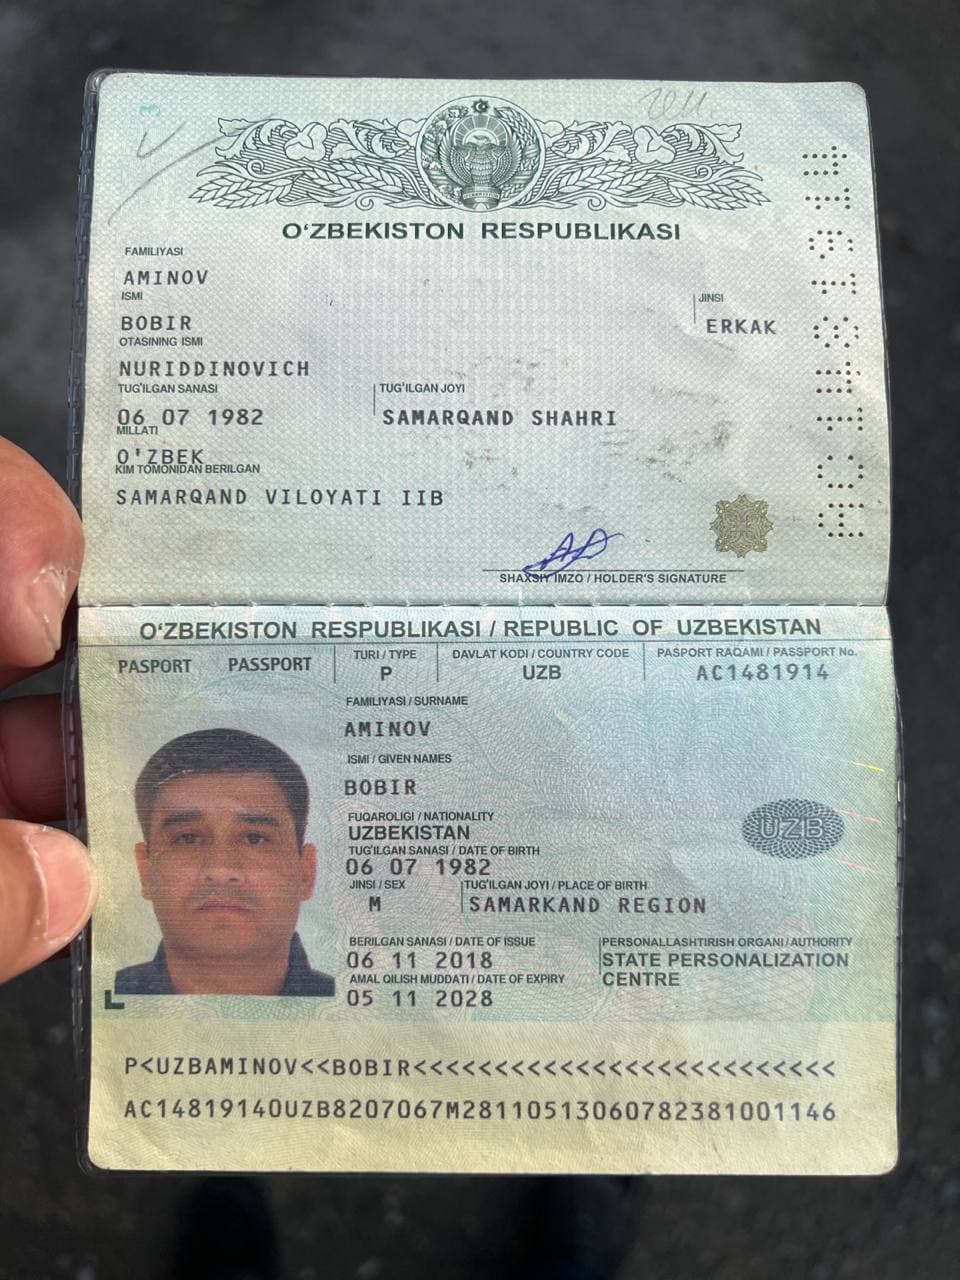 O‘ZBEKISTON RESPUBLIKASI
FAMILIYASI
AMINOV
ISMI
BOBIR
JINSI
ERKAK
OTASINING ISMI
NURIDDINOVICH
TUG‘ILGAN SANASI
06 07 1982
TUG‘ILGAN JOYI
SAMARQAND SHAHRI
MILLATI
O'ZBEK
KIM TOMONIDAN BERILGAN
SAMARQAND VILOYATI IIB
SHAXSIY IMZO / HOLDER'S SIGNATURE
AC1481914
O‘ZBEKISTON RESPUBLIKASI / REPUBLIC OF UZBEKISTAN
PASPORT PASSPORT
TURI / TYPE
P
DAVLAT KODI / COUNTRY CODE
UZB
PASPORT RAQAMI / PASSPORT No.
AC1481914
FAMILIYASI / SURNAME
AMINOV
ISMI / GIVEN NAMES
BOBIR
FUQAROLIGI / NATIONALITY
UZBEKISTAN
UZB
TUG‘ILGAN SANASI / DATE OF BIRTH
06 07 1982
JINSI / SEX
M
TUG‘ILGAN JOYI / PLACE OF BIRTH
SAMARKAND REGION
BERILGAN SANASI / DATE OF ISSUE
06 11 2018
PERSONALLASHTIRISH ORGANI / AUTHORITY
STATE PERSONALIZATION
CENTRE
AMAL QILISH MUDDATI / DATE OF EXPIRY
05 11 2028
P<UZBAMINOV<<BOBIR<<<<<<<<<<<<<<<<<<<<<<<<<<
AC14819140UZB8207067M28110513060782381001146